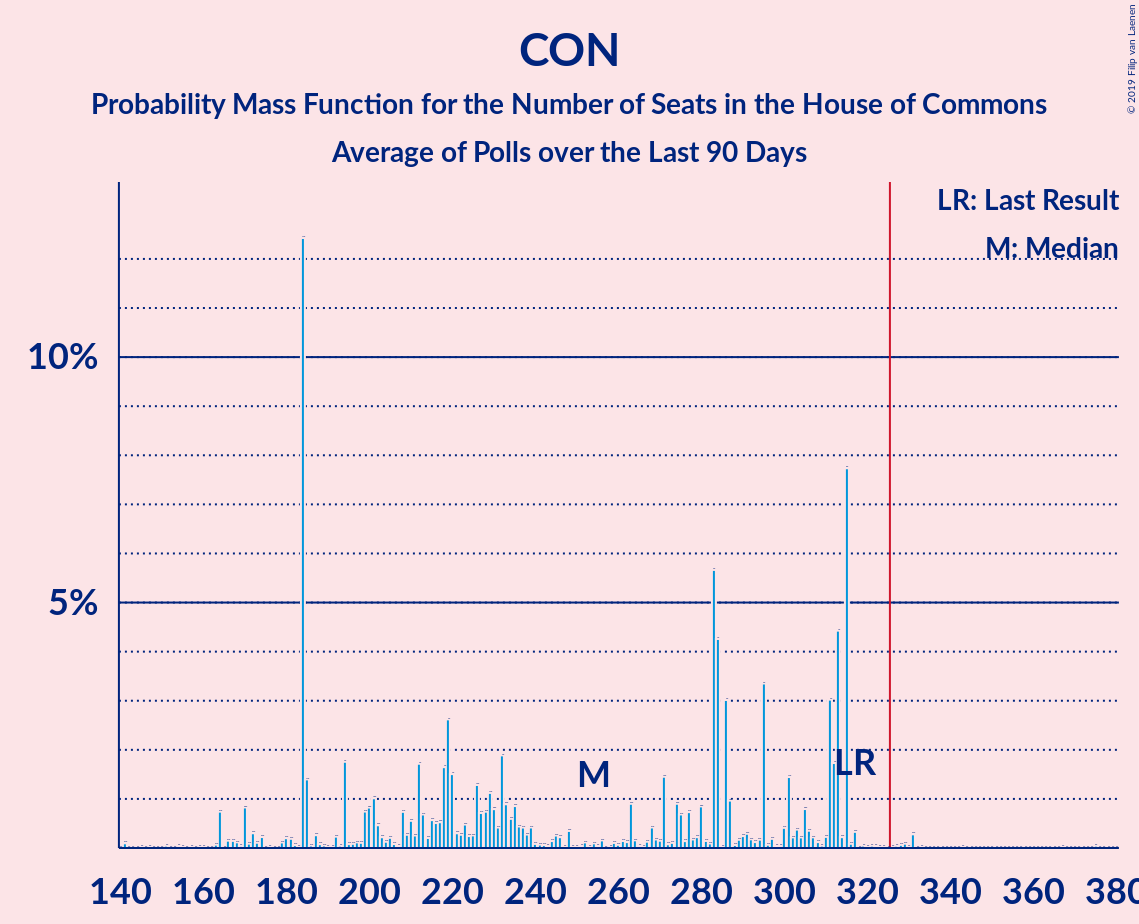 CON
Probability Mass Function for the Number of Seats in the House of Commons
Average of Polls over the Last 90 Days
© 2019 Filip van Laenen
LR: Last Result
M: Median
10%
5%
M
LR
140 160 180 200 220 240 260 280 300 320 340 360 380